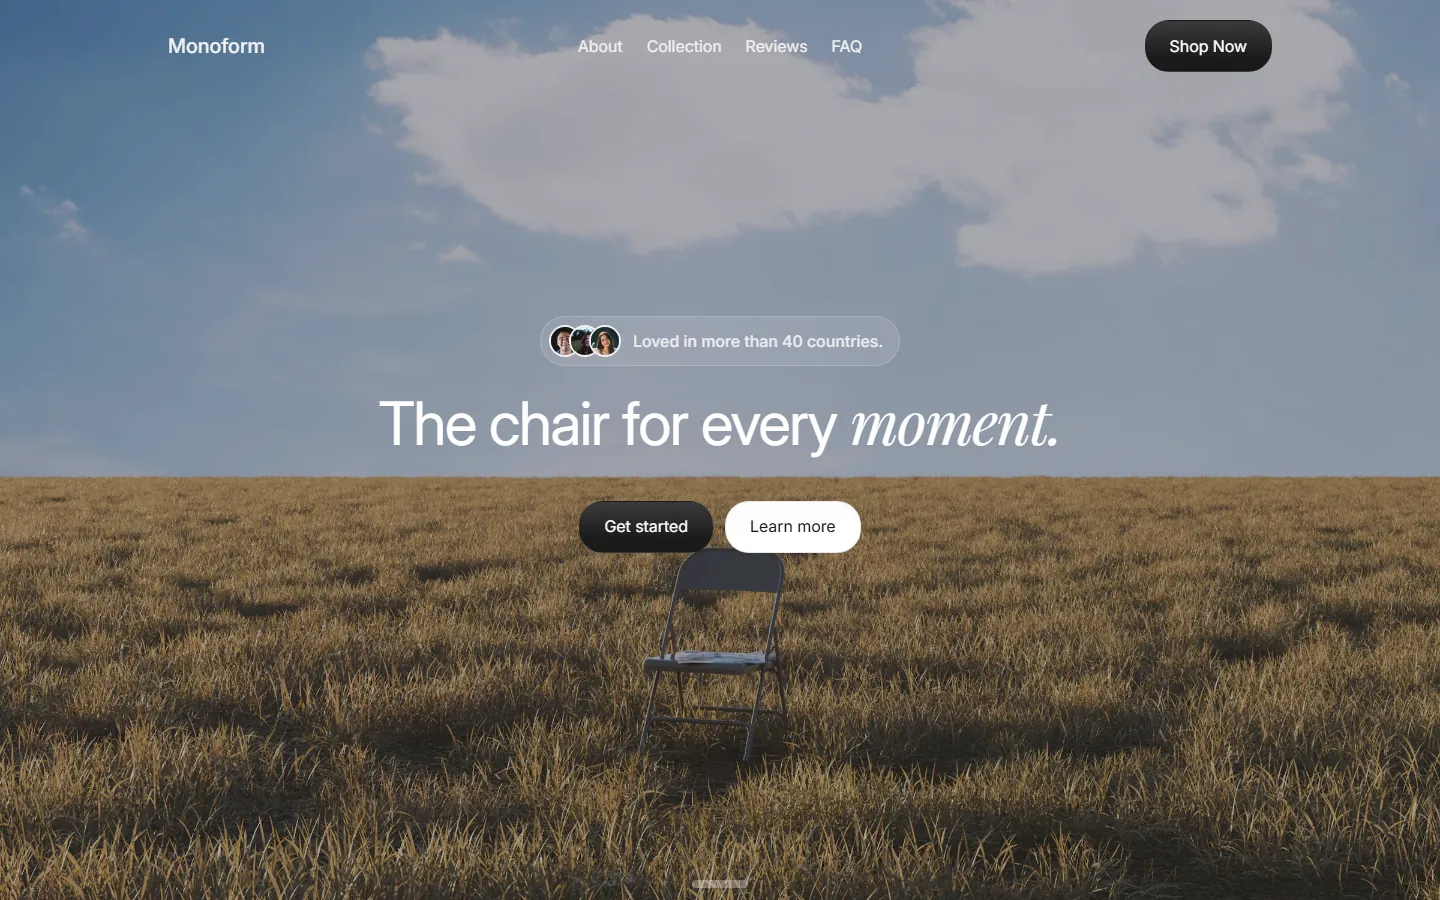 Monoform
About
Collection
Reviews
FAQ
Shop Now
Loved in more than 40 countries.
The chair for every moment.
Get started
Learn more